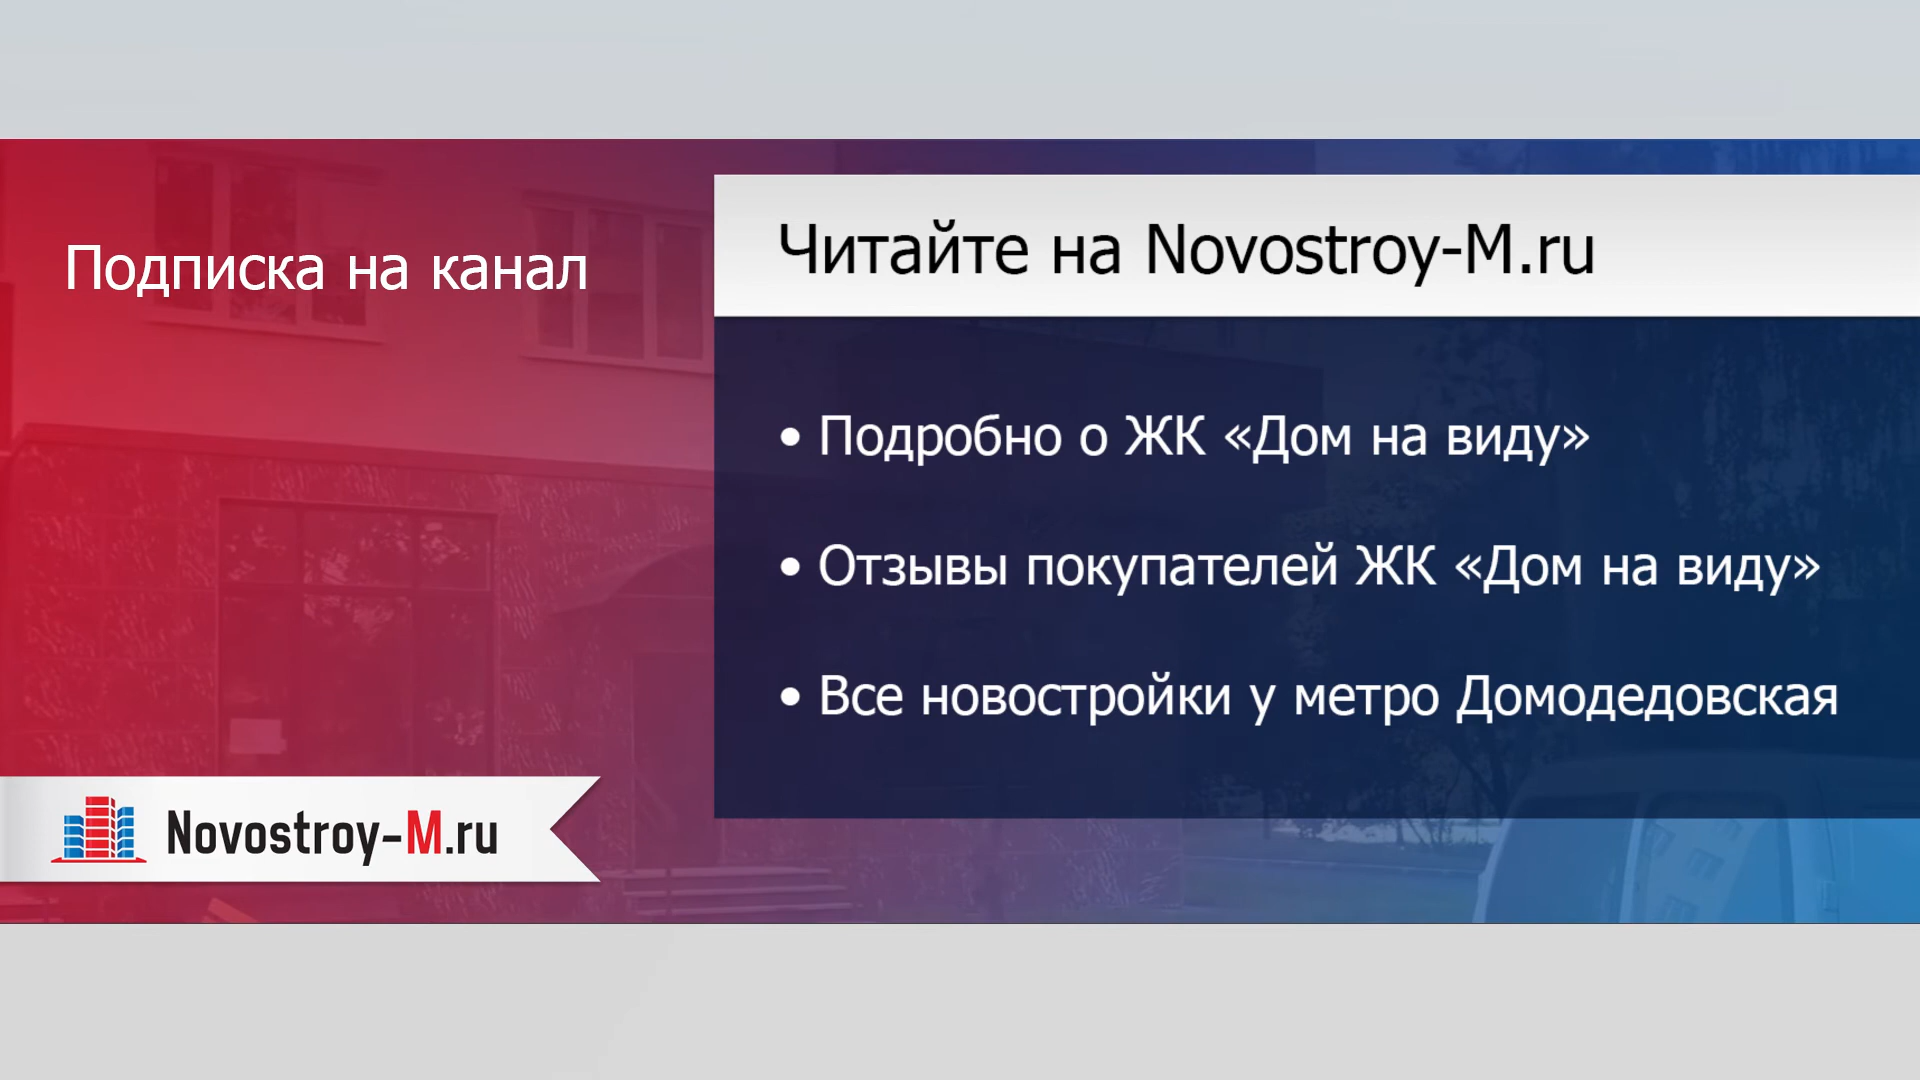 Подписка на канал
Читайте на Novostroy-M.ru
• Подробно о ЖК «Дом на виду»
• Отзывы покупателей ЖК «Дом на виду»
• Все новостройки у метро Домодедовская
Novostroy-M.ru